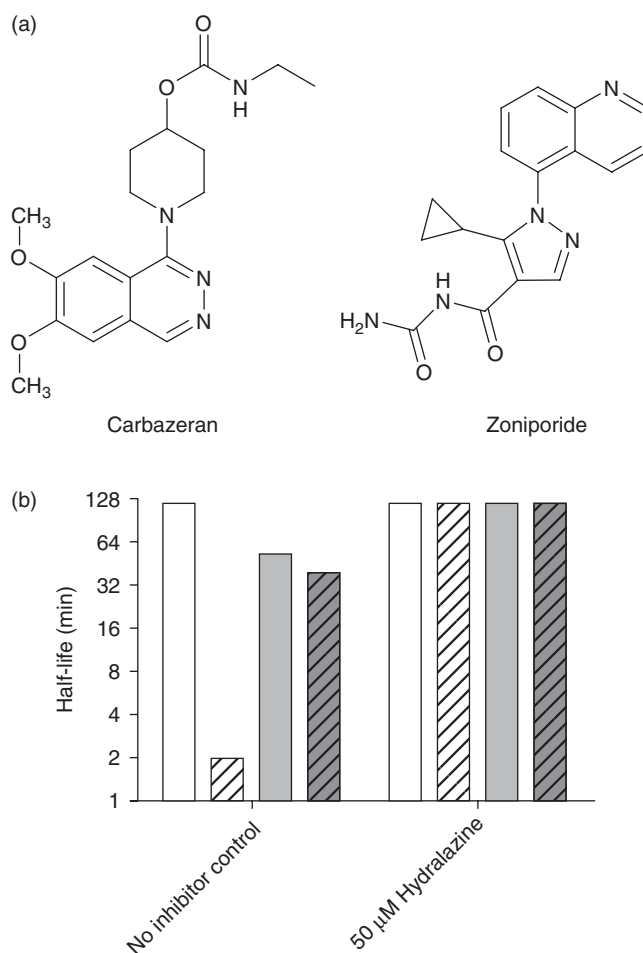 (a)
O
O
N
H
N
CH3
O
O
CH3
N
N
Carbazeran
N
N
N
H
N
H2N
O
O
Zoniporide
(b)
Half-life (min)
128
64
32
16
8
4
2
1
No inhibitor control
50 μM Hydralazine